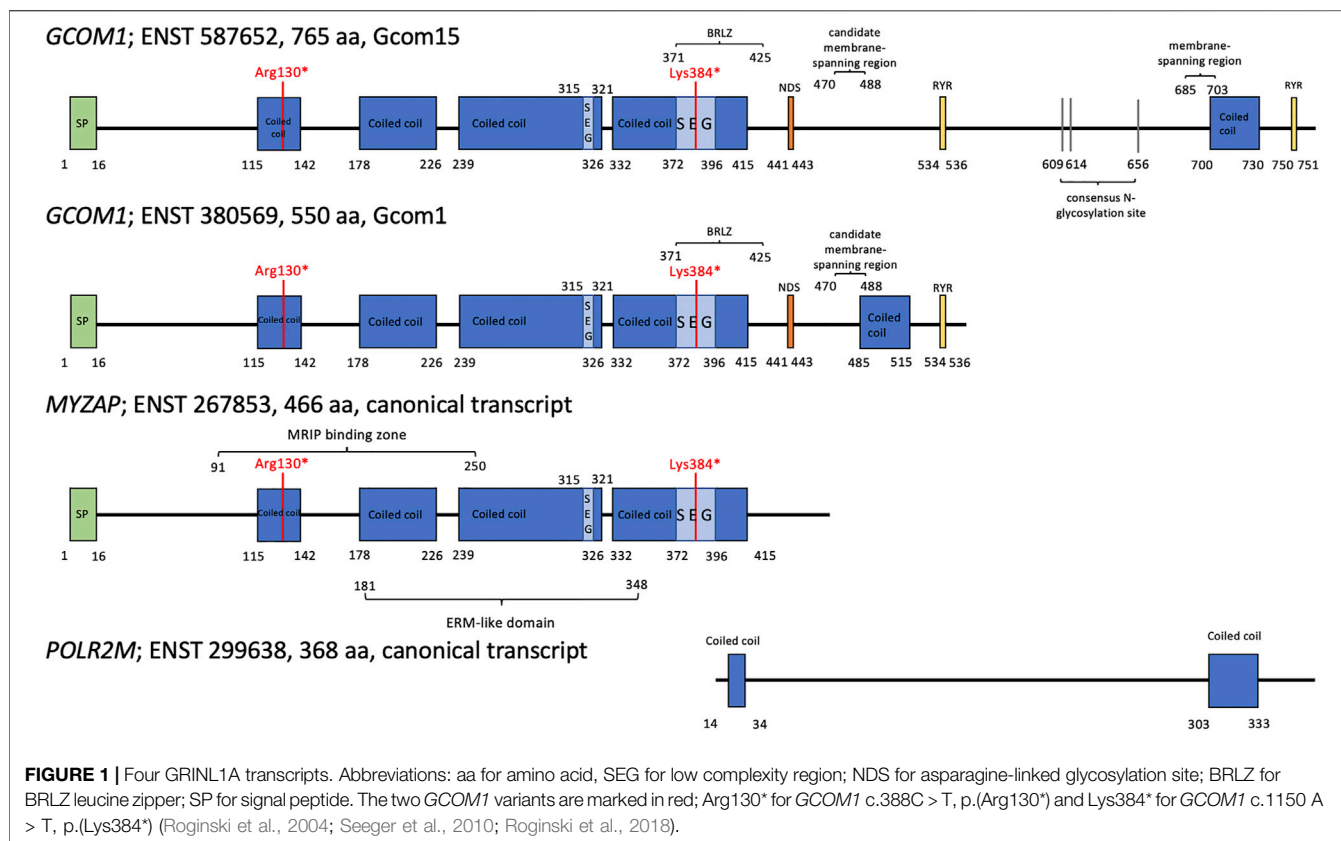 GCOM1; ENST 587652, 765 aa, Gcom15
BRLZ
371 425
candidate
membrane-
spanning region
470 488
membrane-
spanning region
685 703
Arg130*
315 321
Lys384*
NDS
RYR
RYR
SP
Coiled
coil
Coiled coil
Coiled coil
S
E
G
Coiled coil
S E G
Coiled
coil
1 16 115 142 178 226 239 326 332 372 396 415 441 443 534 536 609 614 656 700 730 750 751
consensus N-
glycosylation site
GCOM1; ENST 380569, 550 aa, Gcom1
BRLZ
371 425
candidate
membrane-
spanning region
470 488
Arg130*
315 321
Lys384*
NDS
RYR
SP
Coiled coil
Coiled coil
Coiled coil
S
E
G
Coiled coil
S E G
Coiled
coil
1 16 115 142 178 226 239 326 332 372 396 415 441 443 485 515 534 536
MYZAP; ENST 267853, 466 aa, canonical transcript
MRIP binding zone
91 250
Arg130*
315 321
Lys384*
SP
Coiled coil
Coiled coil
Coiled coil
S
E
G
Coiled coil
S E G
1 16 115 142 178 226 239 326 332 372 396 415
181 348
ERM-like domain
POLR2M; ENST 299638, 368 aa, canonical transcript
Coiled coil
Coiled coil
14 34 303 333
FIGURE 1 | Four GRINL1A transcripts. Abbreviations: aa for amino acid, SEG for low complexity region; NDS for asparagine-linked glycosylation site; BRLZ for
BRLZ leucine zipper; SP for signal peptide. The two GCOM1 variants are marked in red; Arg130* for GCOM1 c.388C > T, p.(Arg130*) and Lys384* for GCOM1 c.1150 A
> T, p.(Lys384*) (Roginski et al., 2004; Seeger et al., 2010; Roginski et al., 2018).